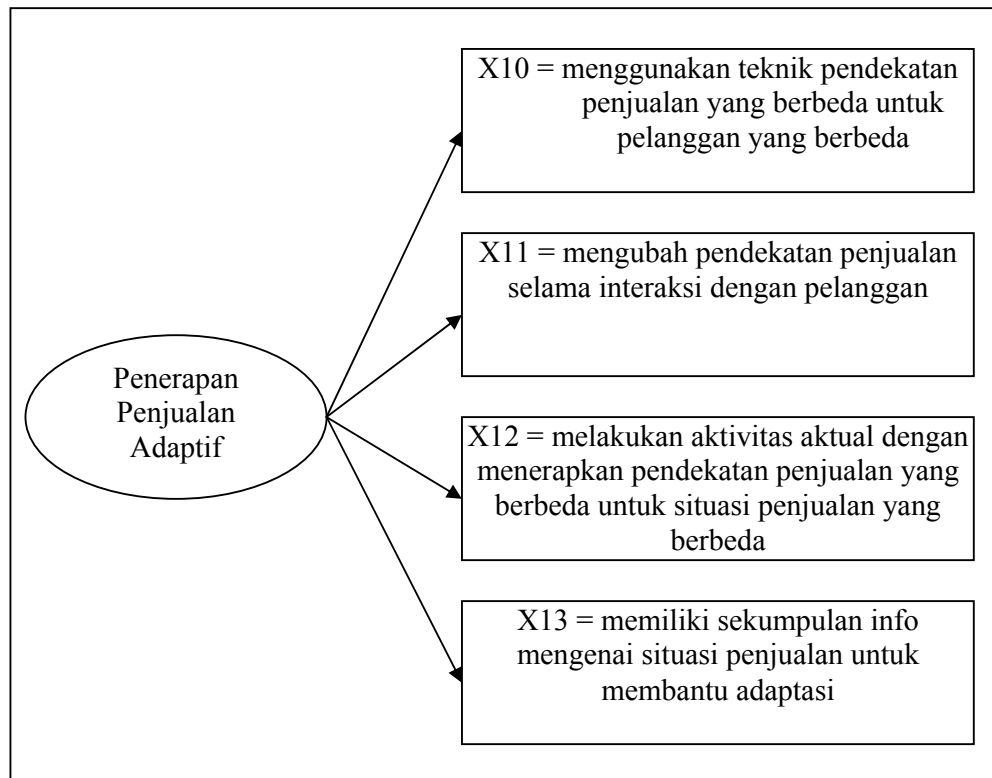 X10 = menggunakan teknik pendekatan
penjualan yang berbeda untuk
pelanggan yang berbeda
X11 = mengubah pendekatan penjualan
selama interaksi dengan pelanggan
Penerapan
Penjualan
Adaptif
X12 = melakukan aktivitas aktual dengan
menerapkan pendekatan penjualan yang
berbeda untuk situasi penjualan yang
berbeda
X13 = memiliki sekumpulan info
mengenai situasi penjualan untuk
membantu adaptasi